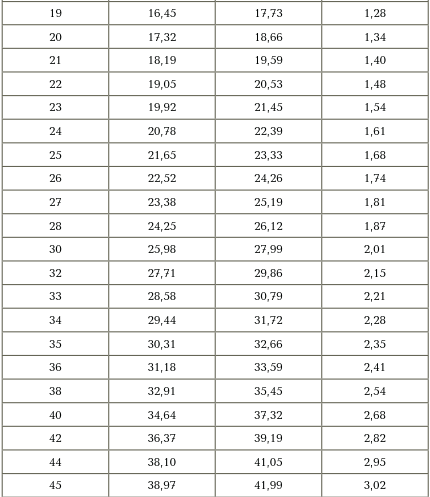 19 16,45 17,73 1,28
20 17,32 18,66 1,34
21 18,19 19,59 1,40
22 19,05 20,53 1,48
23 19,92 21,45 1,54
24 20,78 22,39 1,61
25 21,65 23,33 1,68
26 22,52 24,26 1,74
27 23,38 25,19 1,81
28 24,25 26,12 1,87
30 25,98 27,99 2,01
32 27,71 29,86 2,15
33 28,58 30,79 2,21
34 29,44 31,72 2,28
35 30,31 32,66 2,35
36 31,18 33,59 2,41
38 32,91 35,45 2,54
40 34,64 37,32 2,68
42 36,37 39,19 2,82
44 38,10 41,05 2,95
45 38,97 41,99 3,02